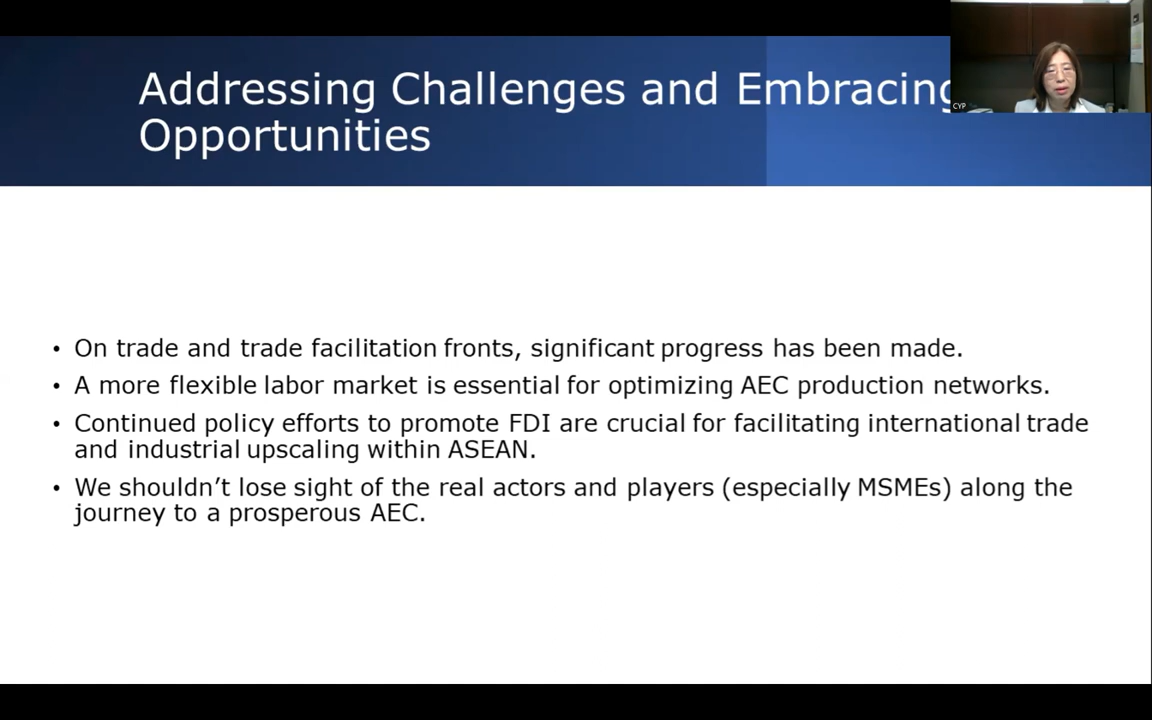 Addressing Challenges and Embracing
Opportunities
CYP
• On trade and trade facilitation fronts, significant progress has been made.
• A more flexible labor market is essential for optimizing AEC production networks.
• Continued policy efforts to promote FDI are crucial for facilitating international trade
and industrial upscaling within ASEAN.
• We shouldn’t lose sight of the real actors and players (especially MSMEs) along the
journey to a prosperous AEC.